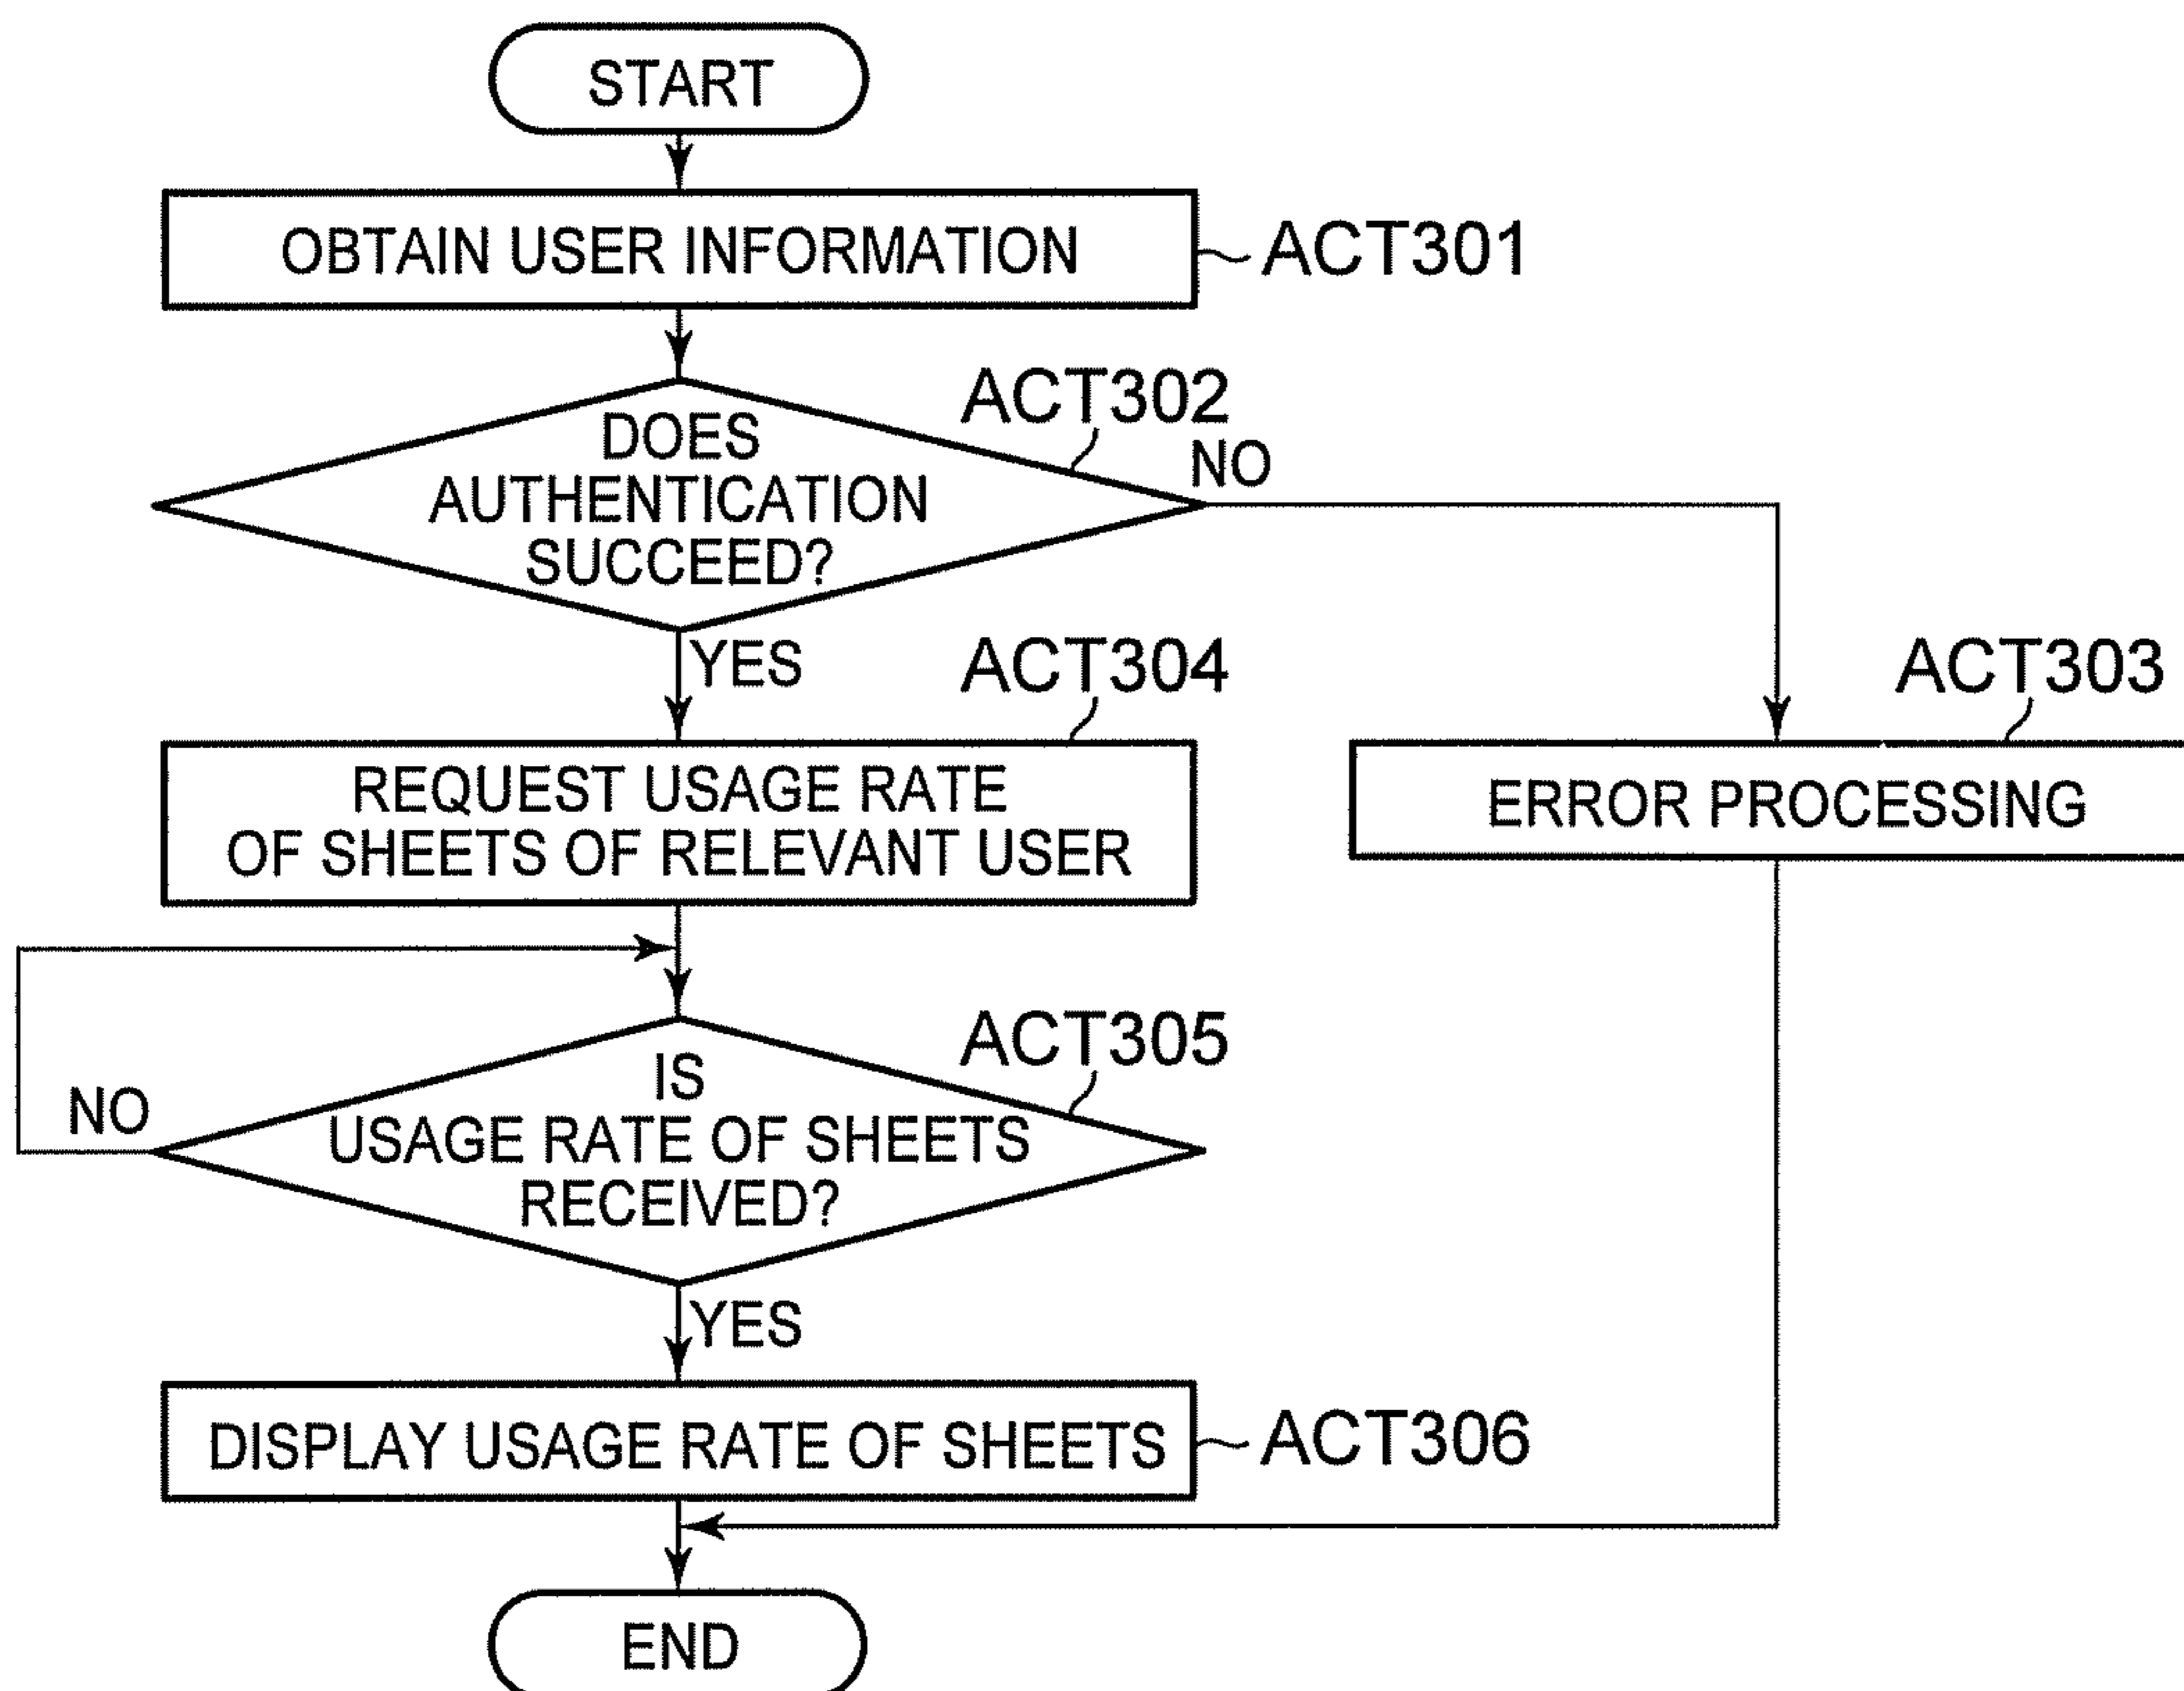 START
OBTAIN USER INFORMATION
ACT301
ACT302
DOES
AUTHENTICATION
SUCCEED?
NO
YES
ACT304
ACT303
REQUEST USAGE RATE
OF SHEETS OF RELEVANT USER
ERROR PROCESSING
ACT305
IS
USAGE RATE OF SHEETS
RECEIVED?
NO
YES
DISPLAY USAGE RATE OF SHEETS
ACT306
END